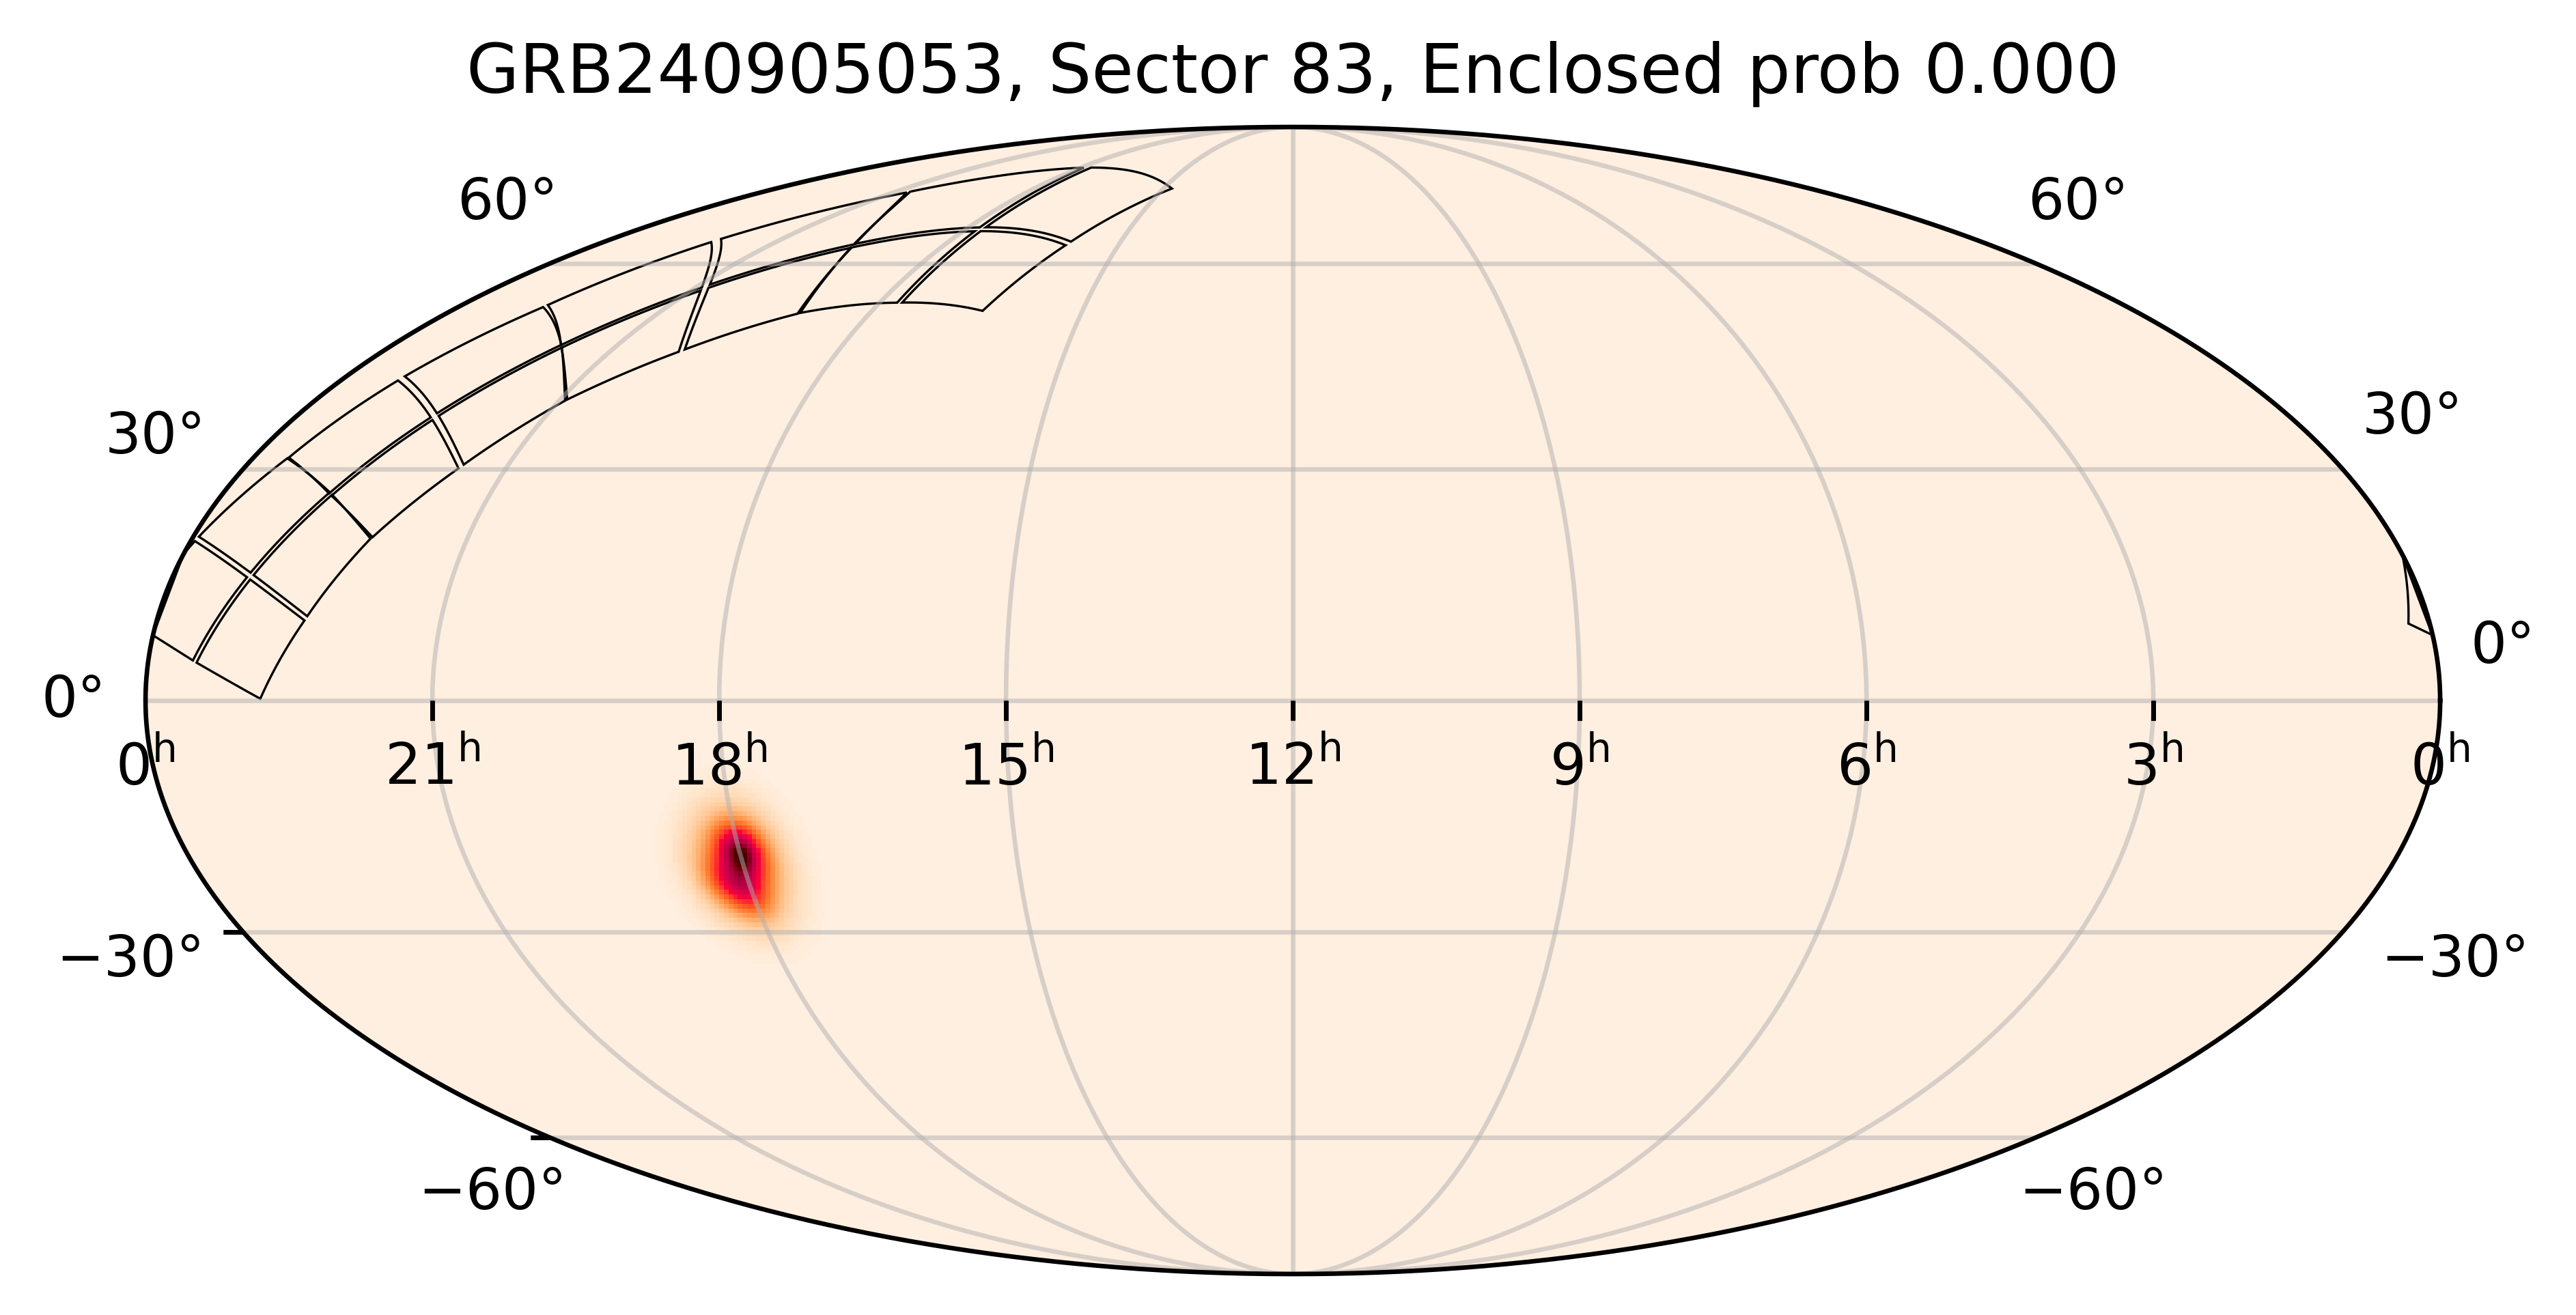 GRB240905053, Sector 83, Enclosed prob 0.000
60° 60°
30° 30°
0° 0°
0ʰ 21ʰ 18ʰ 15ʰ 12ʰ 9ʰ 6ʰ 3ʰ 0ʰ
−30° −30°
−60° −60°